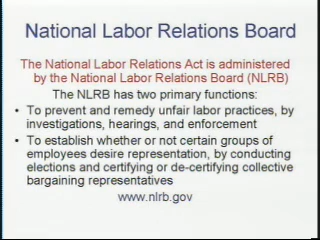 National Labor Relations Board
The National Labor Relations Act is administered
by the National Labor Relations Board (NLRB)
The NLRB has two primary functions:
• To prevent and remedy unfair labor practices, by
investigations, hearings, and enforcement
• To establish whether or not certain groups of
employees desire representation, by conducting
elections and certifying or de-certifying collective
bargaining representatives
www.nlrb.gov